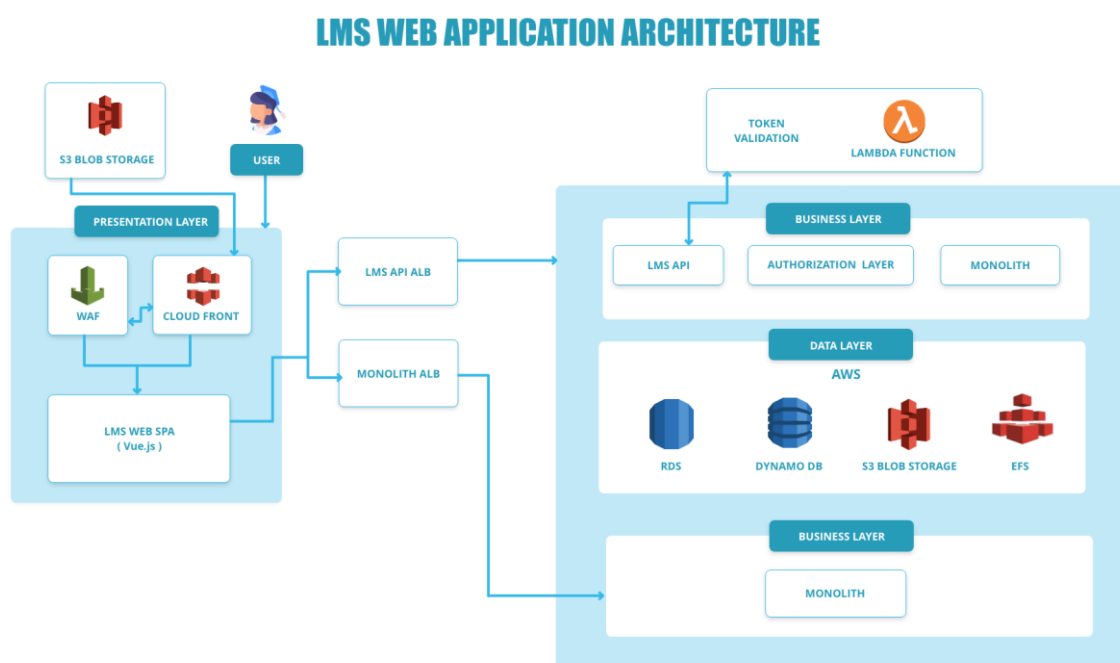 LMS WEB APPLICATION ARCHITECTURE
S3 BLOB STORAGE
USER
PRESENTATION LAYER
WAF
CLOUD FRONT
LMS WEB SPA
( Vue.js )
LMS API ALB
MONOLITH ALB
TOKEN
VALIDATION
LAMBDA FUNCTION
BUSINESS LAYER
LMS API
AUTHORIZATION LAYER
MONOLITH
DATA LAYER
AWS
RDS
DYNAMO DB
S3 BLOB STORAGE
EFS
BUSINESS LAYER
MONOLITH